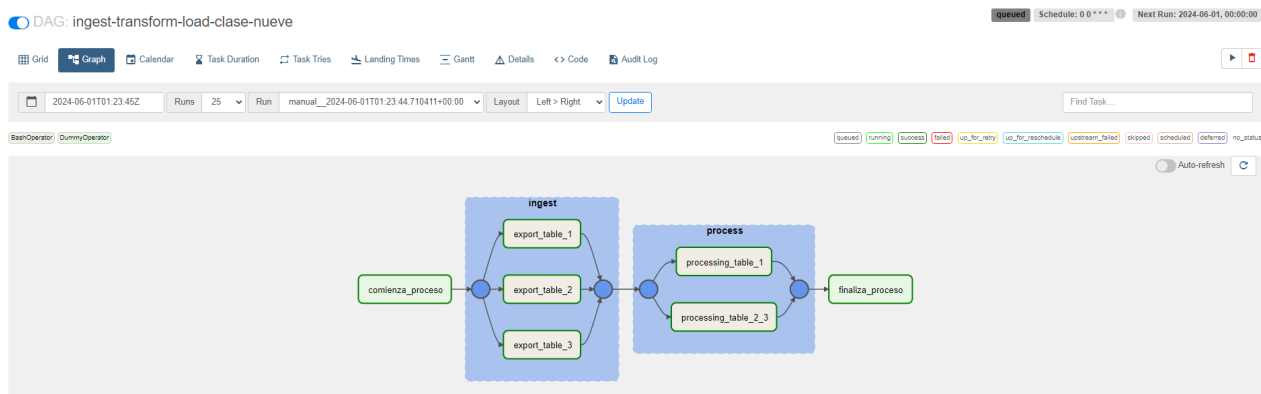 DAG: ingest-transform-load-clase-nueve
queued Schedule: 0 0 * * * Next Run: 2024-06-01, 00:00:00
Grid Graph Calendar Task Duration Task Tries Landing Times Gantt Details <> Code Audit Log
2024-06-01T01:23:45Z Runs 25 Run manual__2024-06-01T01:23:44.710411+00:00 Layout Left > Right Update Find Task...
BashOperator DummyOperator queued running success failed up_for_retry up_for_reschedule upstream_failed skipped scheduled deferred no_status
Auto-refresh
ingest
export_table_1
export_table_2
export_table_3
process
processing_table_1
processing_table_2_3
comienza_proceso
finaliza_proceso